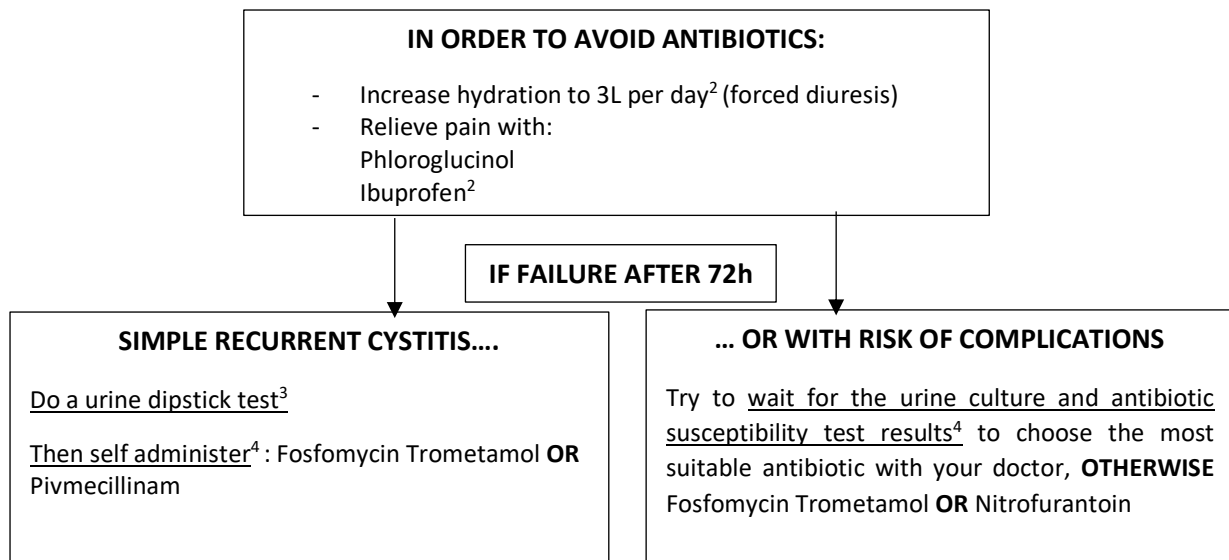 IN ORDER TO AVOID ANTIBIOTICS:
- Increase hydration to 3L per day² (forced diuresis)
- Relieve pain with:
Phloroglucinol
Ibuprofen²
IF FAILURE AFTER 72h
SIMPLE RECURRENT CYSTITIS….
Do a urine dipstick test³
Then self administer⁴ : Fosfomycin Trometamol OR
Pivmecillinam
… OR WITH RISK OF COMPLICATIONS
Try to wait for the urine culture and antibiotic
susceptibility test results⁴ to choose the most
suitable antibiotic with your doctor, OTHERWISE
Fosfomycin Trometamol OR Nitrofurantoin